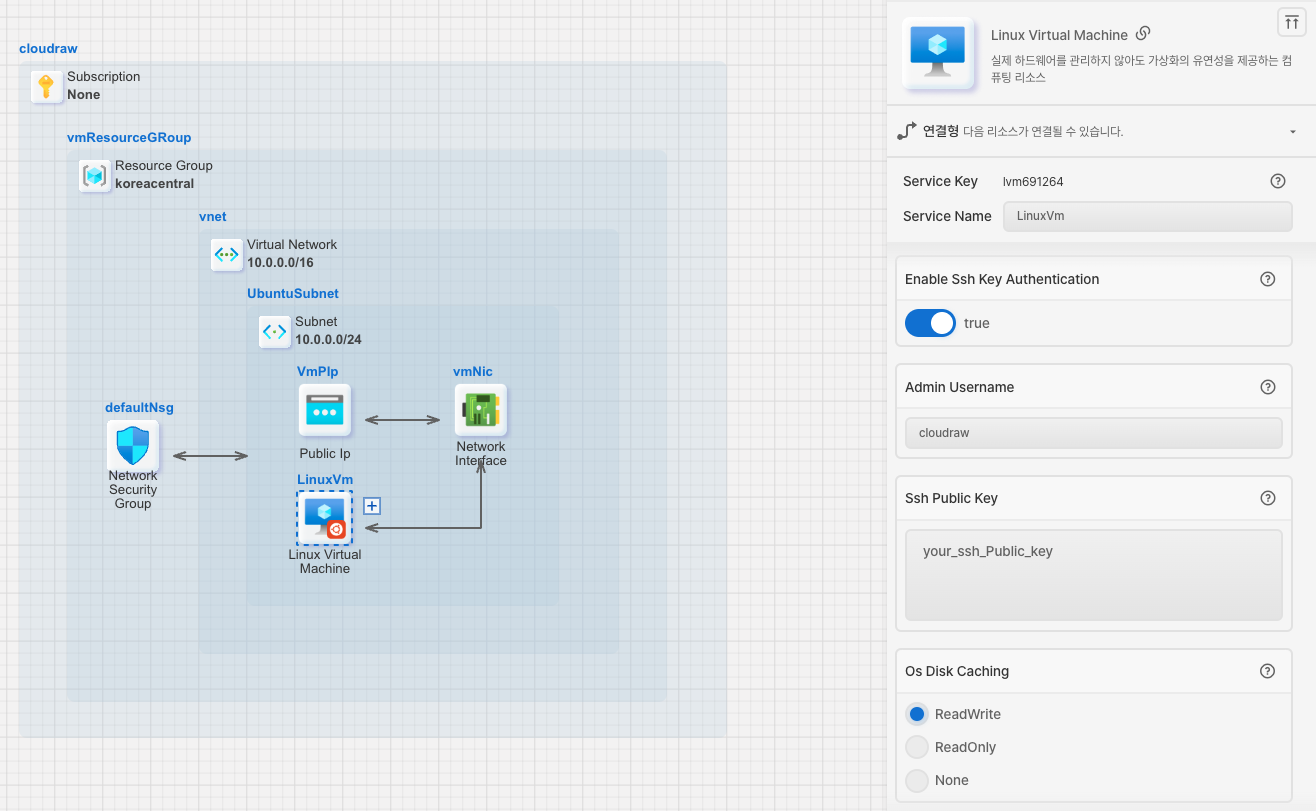 cloudraw
Subscription
None
vmResourceGRoup
Resource Group
koreacentral
vnet
Virtual Network
10.0.0.0/16
UbuntuSubnet
Subnet
10.0.0.0/24
VmPIp
vmNic
defaultNsg
Public Ip
Network
Interface
Network
Security
Group
LinuxVm
Linux Virtual
Machine
Linux Virtual Machine
실제 하드웨어를 관리하지 않아도 가상화의 유연성을 제공하는 컴
퓨팅 리소스
연결형 다음 리소스가 연결될 수 있습니다.
Service Key lvm691264
Service Name LinuxVm
Enable Ssh Key Authentication
true
Admin Username
cloudraw
Ssh Public Key
your_ssh_Public_key
Os Disk Caching
ReadWrite
ReadOnly
None